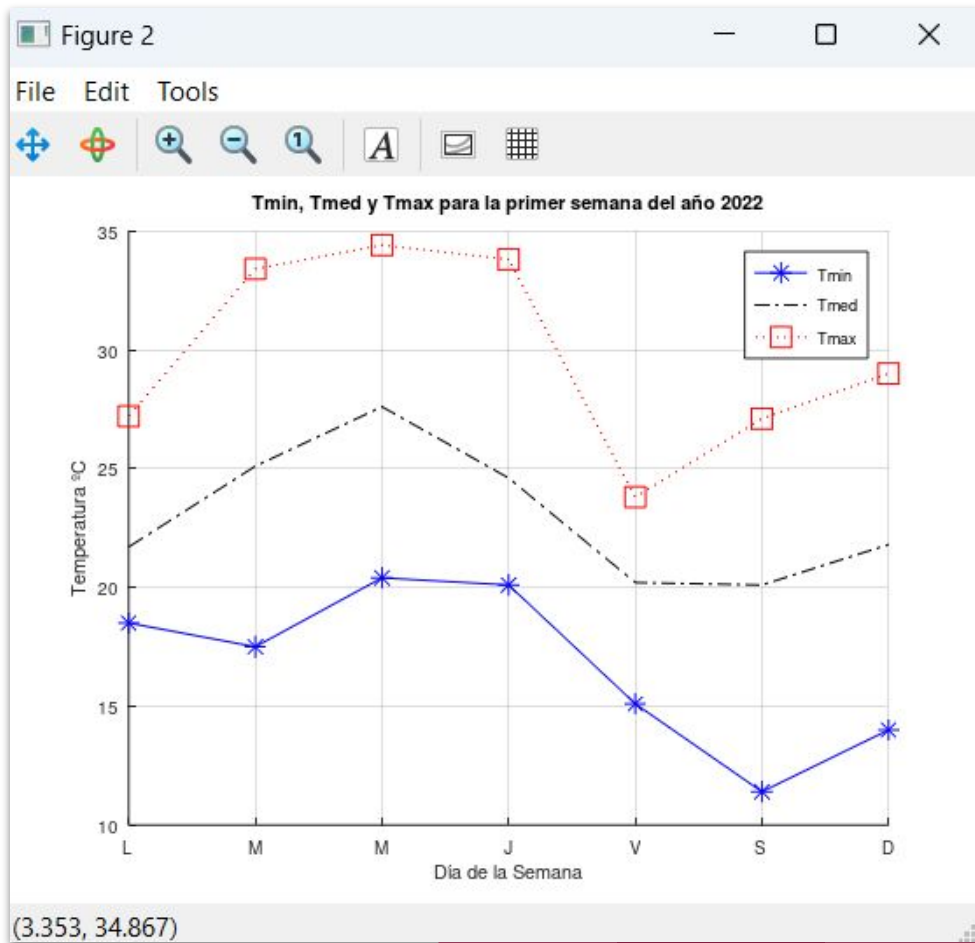 Figure 2
File Edit Tools
A
Tmin, Tmed y Tmax para la primer semana del año 2022
35
30
25
20
15
10
Temperatura ºC
Tmin
Tmed
Tmax
L M M J V S D
Día de la Semana
(3.353, 34.867)